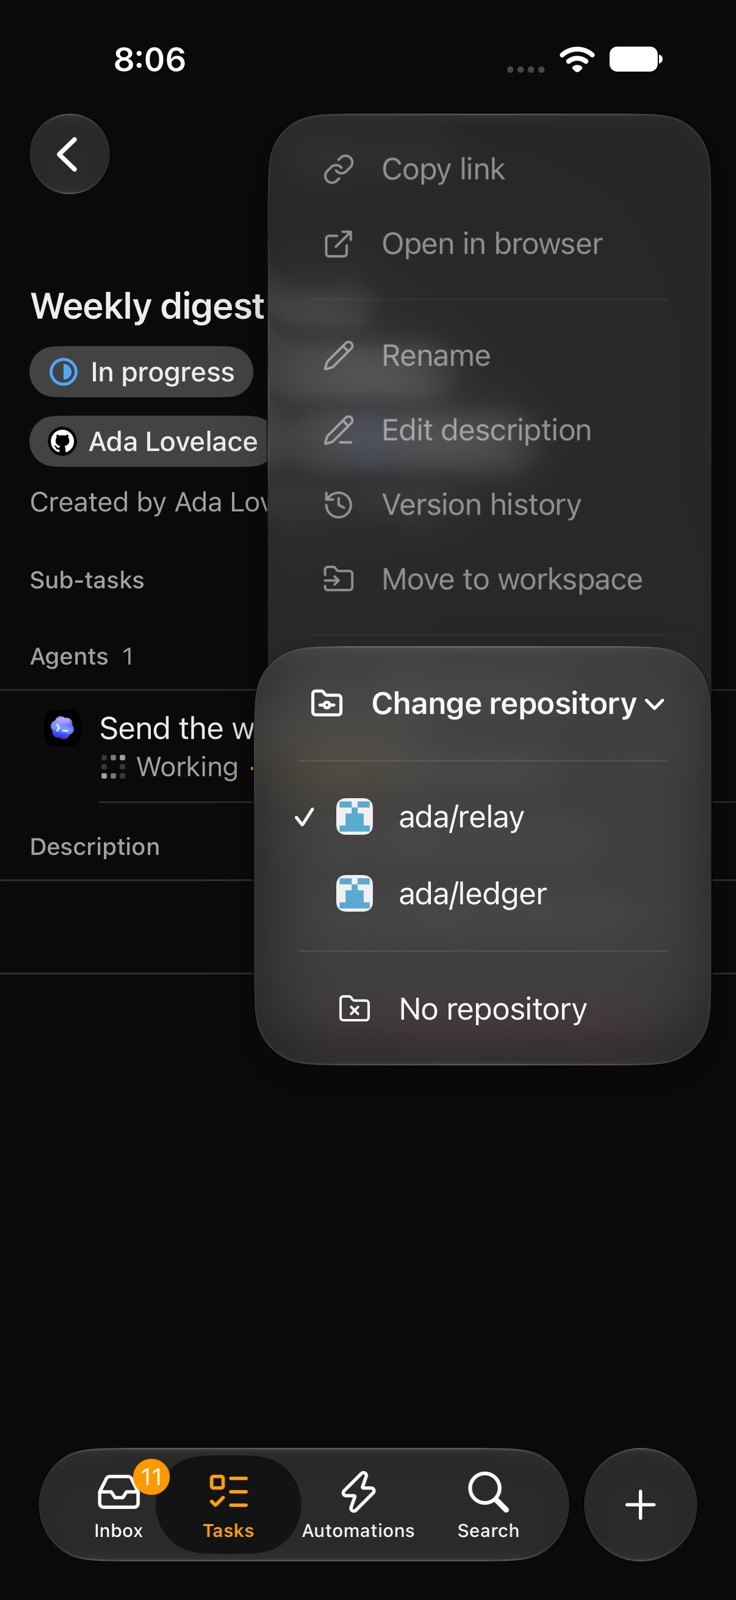 8:06
Copy link
Open in browser
Weekly digest
Rename
In progress
Edit description
Ada Lovelace
Version history
Created by Ada
Move to workspace
Sub-tasks
Agents 1
Change repository
Send the
Working
ada/relay
Description
ada/ledger
No repository
11
Inbox
Tasks
Automations
Search